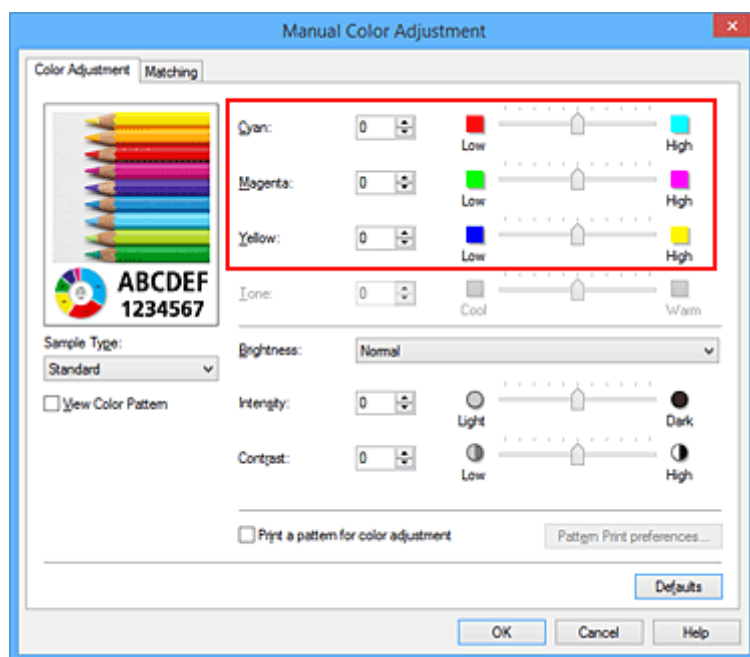 Manual Color Adjustment
Color Adjustment Matching
Cyan: 0 Low High
Magenta: 0 Low High
Yellow: 0 Low High
ABCDEF
1234567
Tone: 0 Cool Warm
Sample Type:
Standard
Brightness: Normal
View Color Pattern
Intensity: 0 Light Dark
Contrast: 0 Low High
Print a pattern for color adjustment Pattern Print preferences...
Defaults
OK Cancel Help